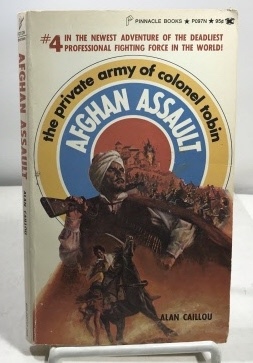 PINNACLE BOOKS ★ P097N ★ 95¢
#4 IN THE NEWEST ADVENTURE OF THE DEADLIEST
PROFESSIONAL FIGHTING FORCE IN THE WORLD!
the private army of colonel tobin
AFGHAN ASSAULT
ALAN CAILLOU
AFGHAN ASSAULT
ALAN CAILLOU